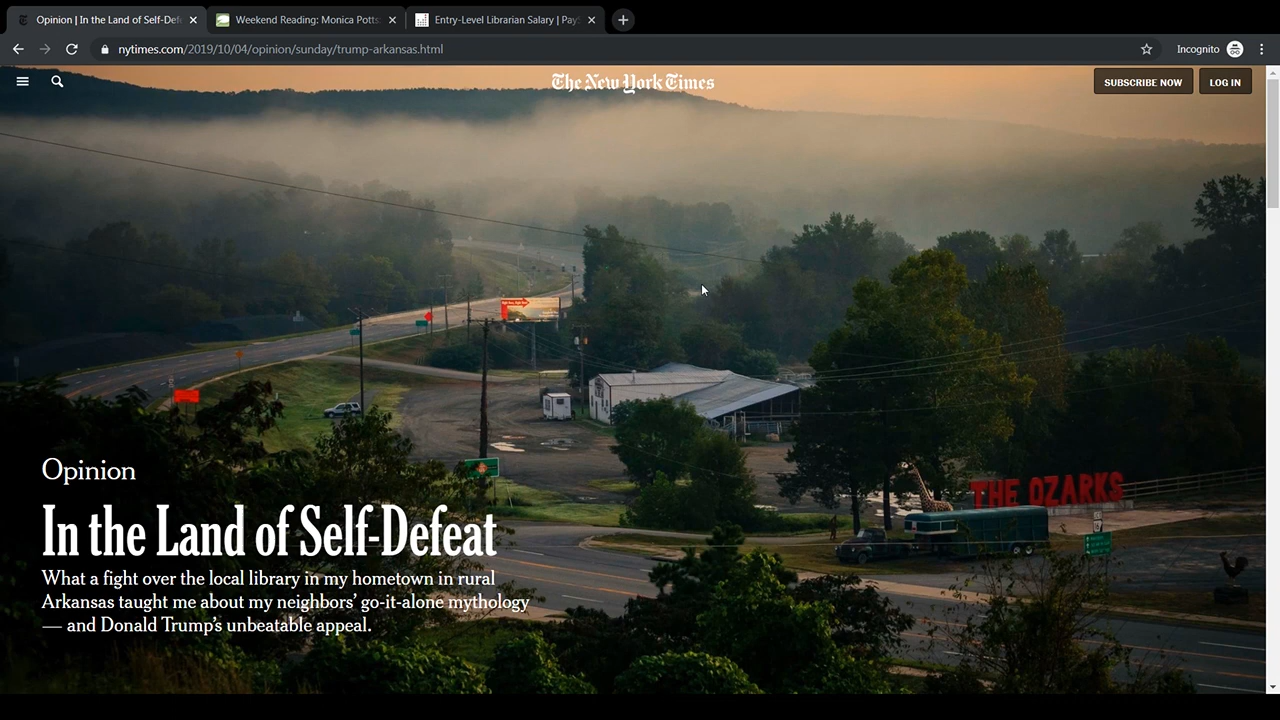 Opinion | In the Land of Self-Def
Weekend Reading: Monica Potts
Entry-Level Librarian Salary | Pay
nytimes.com/2019/10/04/opinion/sunday/trump-arkansas.html
Incognito
The New York Times
SUBSCRIBE NOW
LOG IN
THE OZARKS
Opinion
In the Land of Self-Defeat
What a fight over the local library in my hometown in rural
Arkansas taught me about my neighbors’ go-it-alone mythology
— and Donald Trump’s unbeatable appeal.